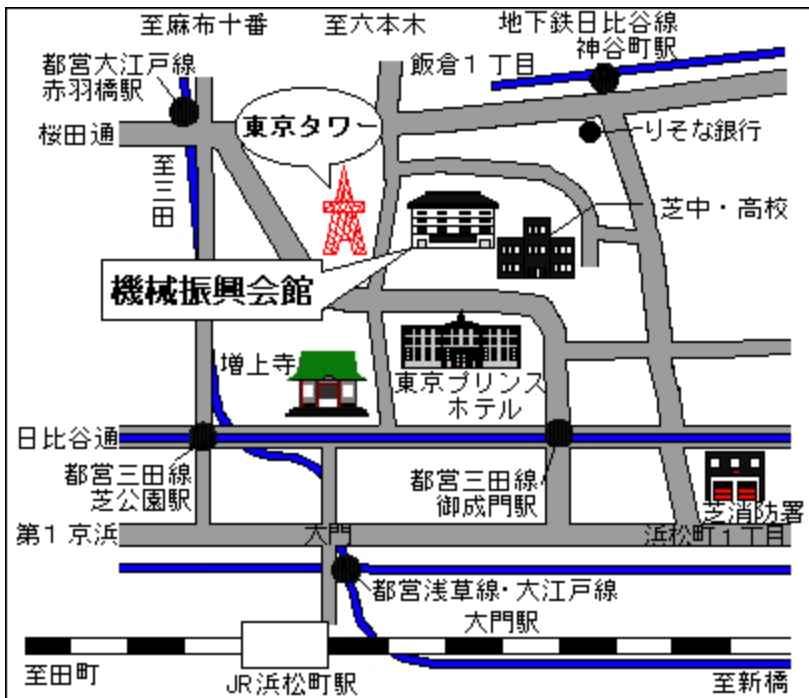 至麻布十番
至六本木
地下鉄日比谷線
神谷町駅
都営大江戸線
赤羽橋駅
飯倉1丁目
桜田通
東京タワー
りそな銀行
至三田
芝中・高校
機械振興会館
増上寺
東京プリンス
ホテル
日比谷通
都営三田線
芝公園駅
都営三田線
御成門駅
芝消防署
第1京浜
大門
浜松町1丁目
都営浅草線・大江戸線
大門駅
至田町
JR浜松町駅
至新橋